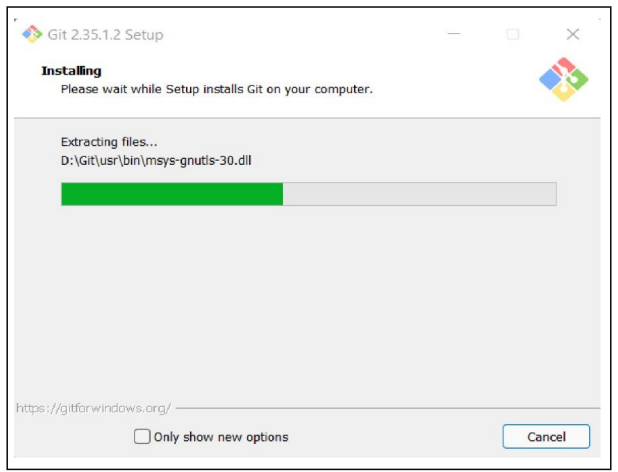 Git 2.35.1.2 Setup
Installing
Please wait while Setup installs Git on your computer.
Extracting files...
D:\Git\usr\bin\msys-gnutls-30.dll
https://gitforwindows.org/
Only show new options
Cancel